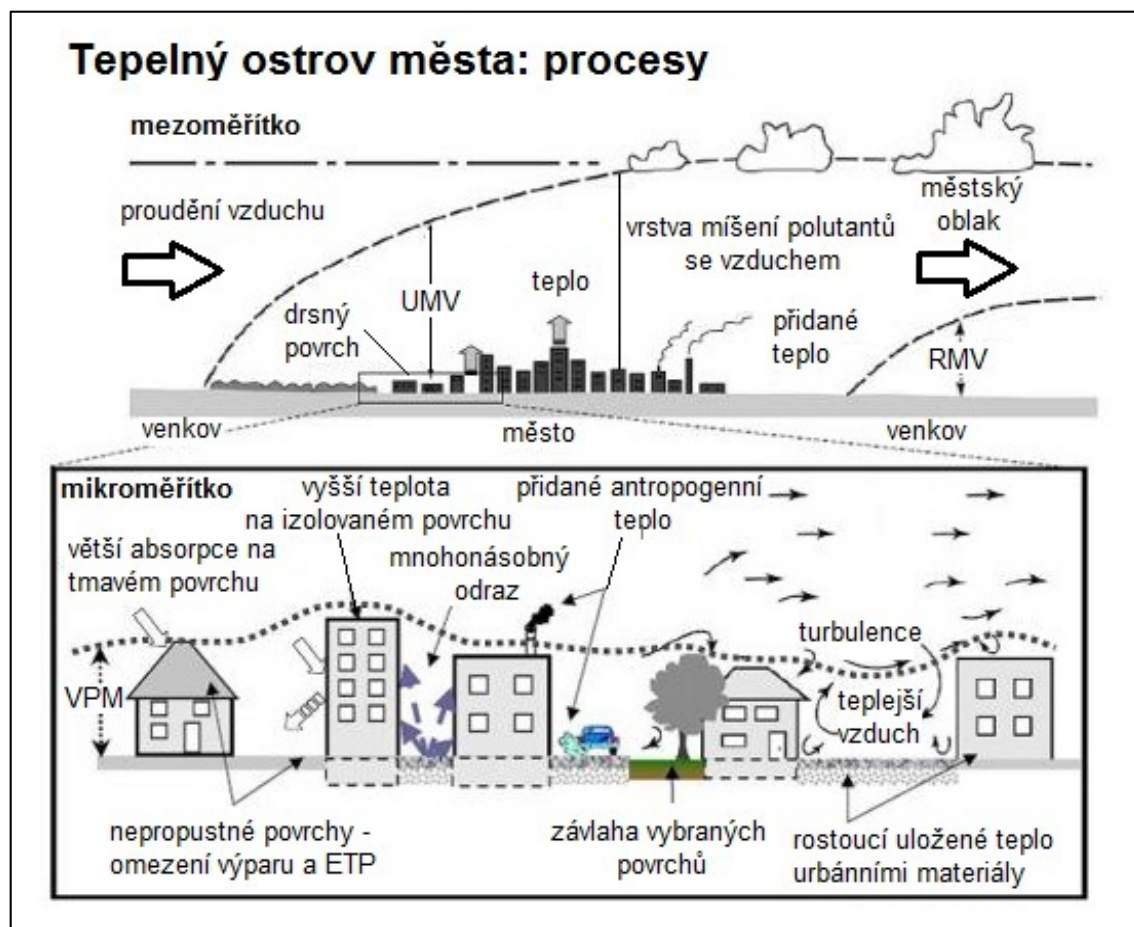 Tepelný ostrov města: procesy
mezoměřítko
proudění vzduchu
městský
oblak
vrstva míšení polutantů
se vzduchem
teplo
UMV
drsný
povrch
přidané
teplo
RMV
venkov
město
venkov
mikroměřítko
vyšší teplota
na izolovaném povrchu
přidané antropogenní
teplo
větší absorpce na
tmavém povrchu
mnohonásobný
odraz
turbulence
VPM
teplejší
vzduch
nepropustné povrchy -
omezení výparu a ETP
závlaha vybraných
povrchů
rostoucí uložené teplo
urbánními materiály